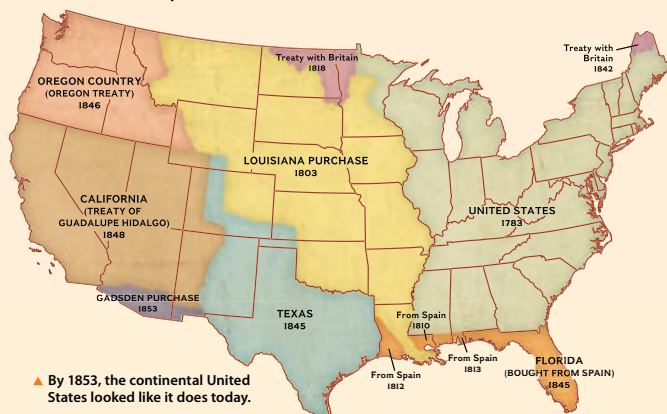 Treaty with Britain
1818
Treaty with
Britain
1842
OREGON COUNTRY
(OREGON TREATY)
1846
LOUISIANA PURCHASE
1803
CALIFORNIA
(TREATY OF
GUADALUPE HIDALGO)
1848
UNITED STATES
1783
GADSDEN PURCHASE
1853
TEXAS
1845
From Spain
1810
From Spain
1813
From Spain
1812
FLORIDA
(BOUGHT FROM SPAIN)
1845
By 1853, the continental United
States looked like it does today.